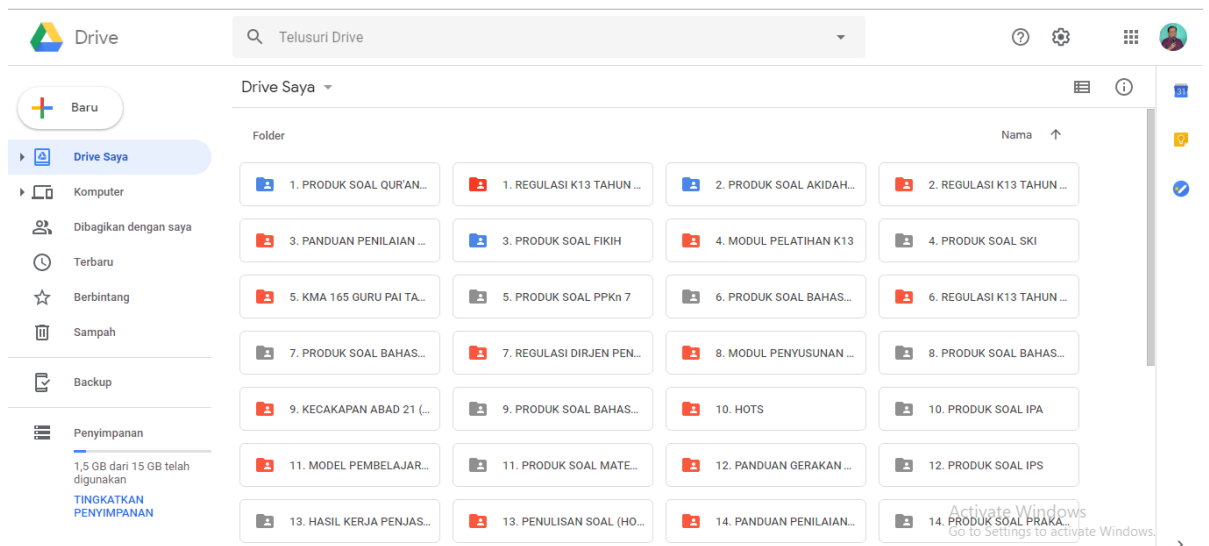 Drive
Telusuri Drive
Baru
Drive Saya
Komputer
Dibagikan dengan saya
Terbaru
Berbintang
Sampah
Backup
Penyimpanan
1,5 GB dari 15 GB telah
digunakan
TINGKATKAN
PENYIMPANAN
Drive Saya
Folder
Nama
1. PRODUK SOAL QUR'AN...
1. REGULASI K13 TAHUN ...
2. PRODUK SOAL AKIDAH...
2. REGULASI K13 TAHUN ...
3. PANDUAN PENILAIAN ...
3. PRODUK SOAL FIKIH
4. MODUL PELATIHAN K13
4. PRODUK SOAL SKI
5. KMA 165 GURU PAI TA...
5. PRODUK SOAL PPKn 7
6. PRODUK SOAL BAHAS...
6. REGULASI K13 TAHUN ...
7. PRODUK SOAL BAHAS...
7. REGULASI DIRJEN PEN...
8. MODUL PENYUSUNAN ...
8. PRODUK SOAL BAHAS...
9. KECAKAPAN ABAD 21 (...
9. PRODUK SOAL BAHAS...
10. HOTS
10. PRODUK SOAL IPA
11. MODEL PEMBELAJAR...
11. PRODUK SOAL MATE...
12. PANDUAN GERAKAN ...
12. PRODUK SOAL IPS
13. HASIL KERJA PENJAS...
13. PENULISAN SOAL (HO...
14. PANDUAN PENILAIAN...
14. PRODUK SOAL PRAKA...
Activate Windows
Go to Settings to activate Windows.
31